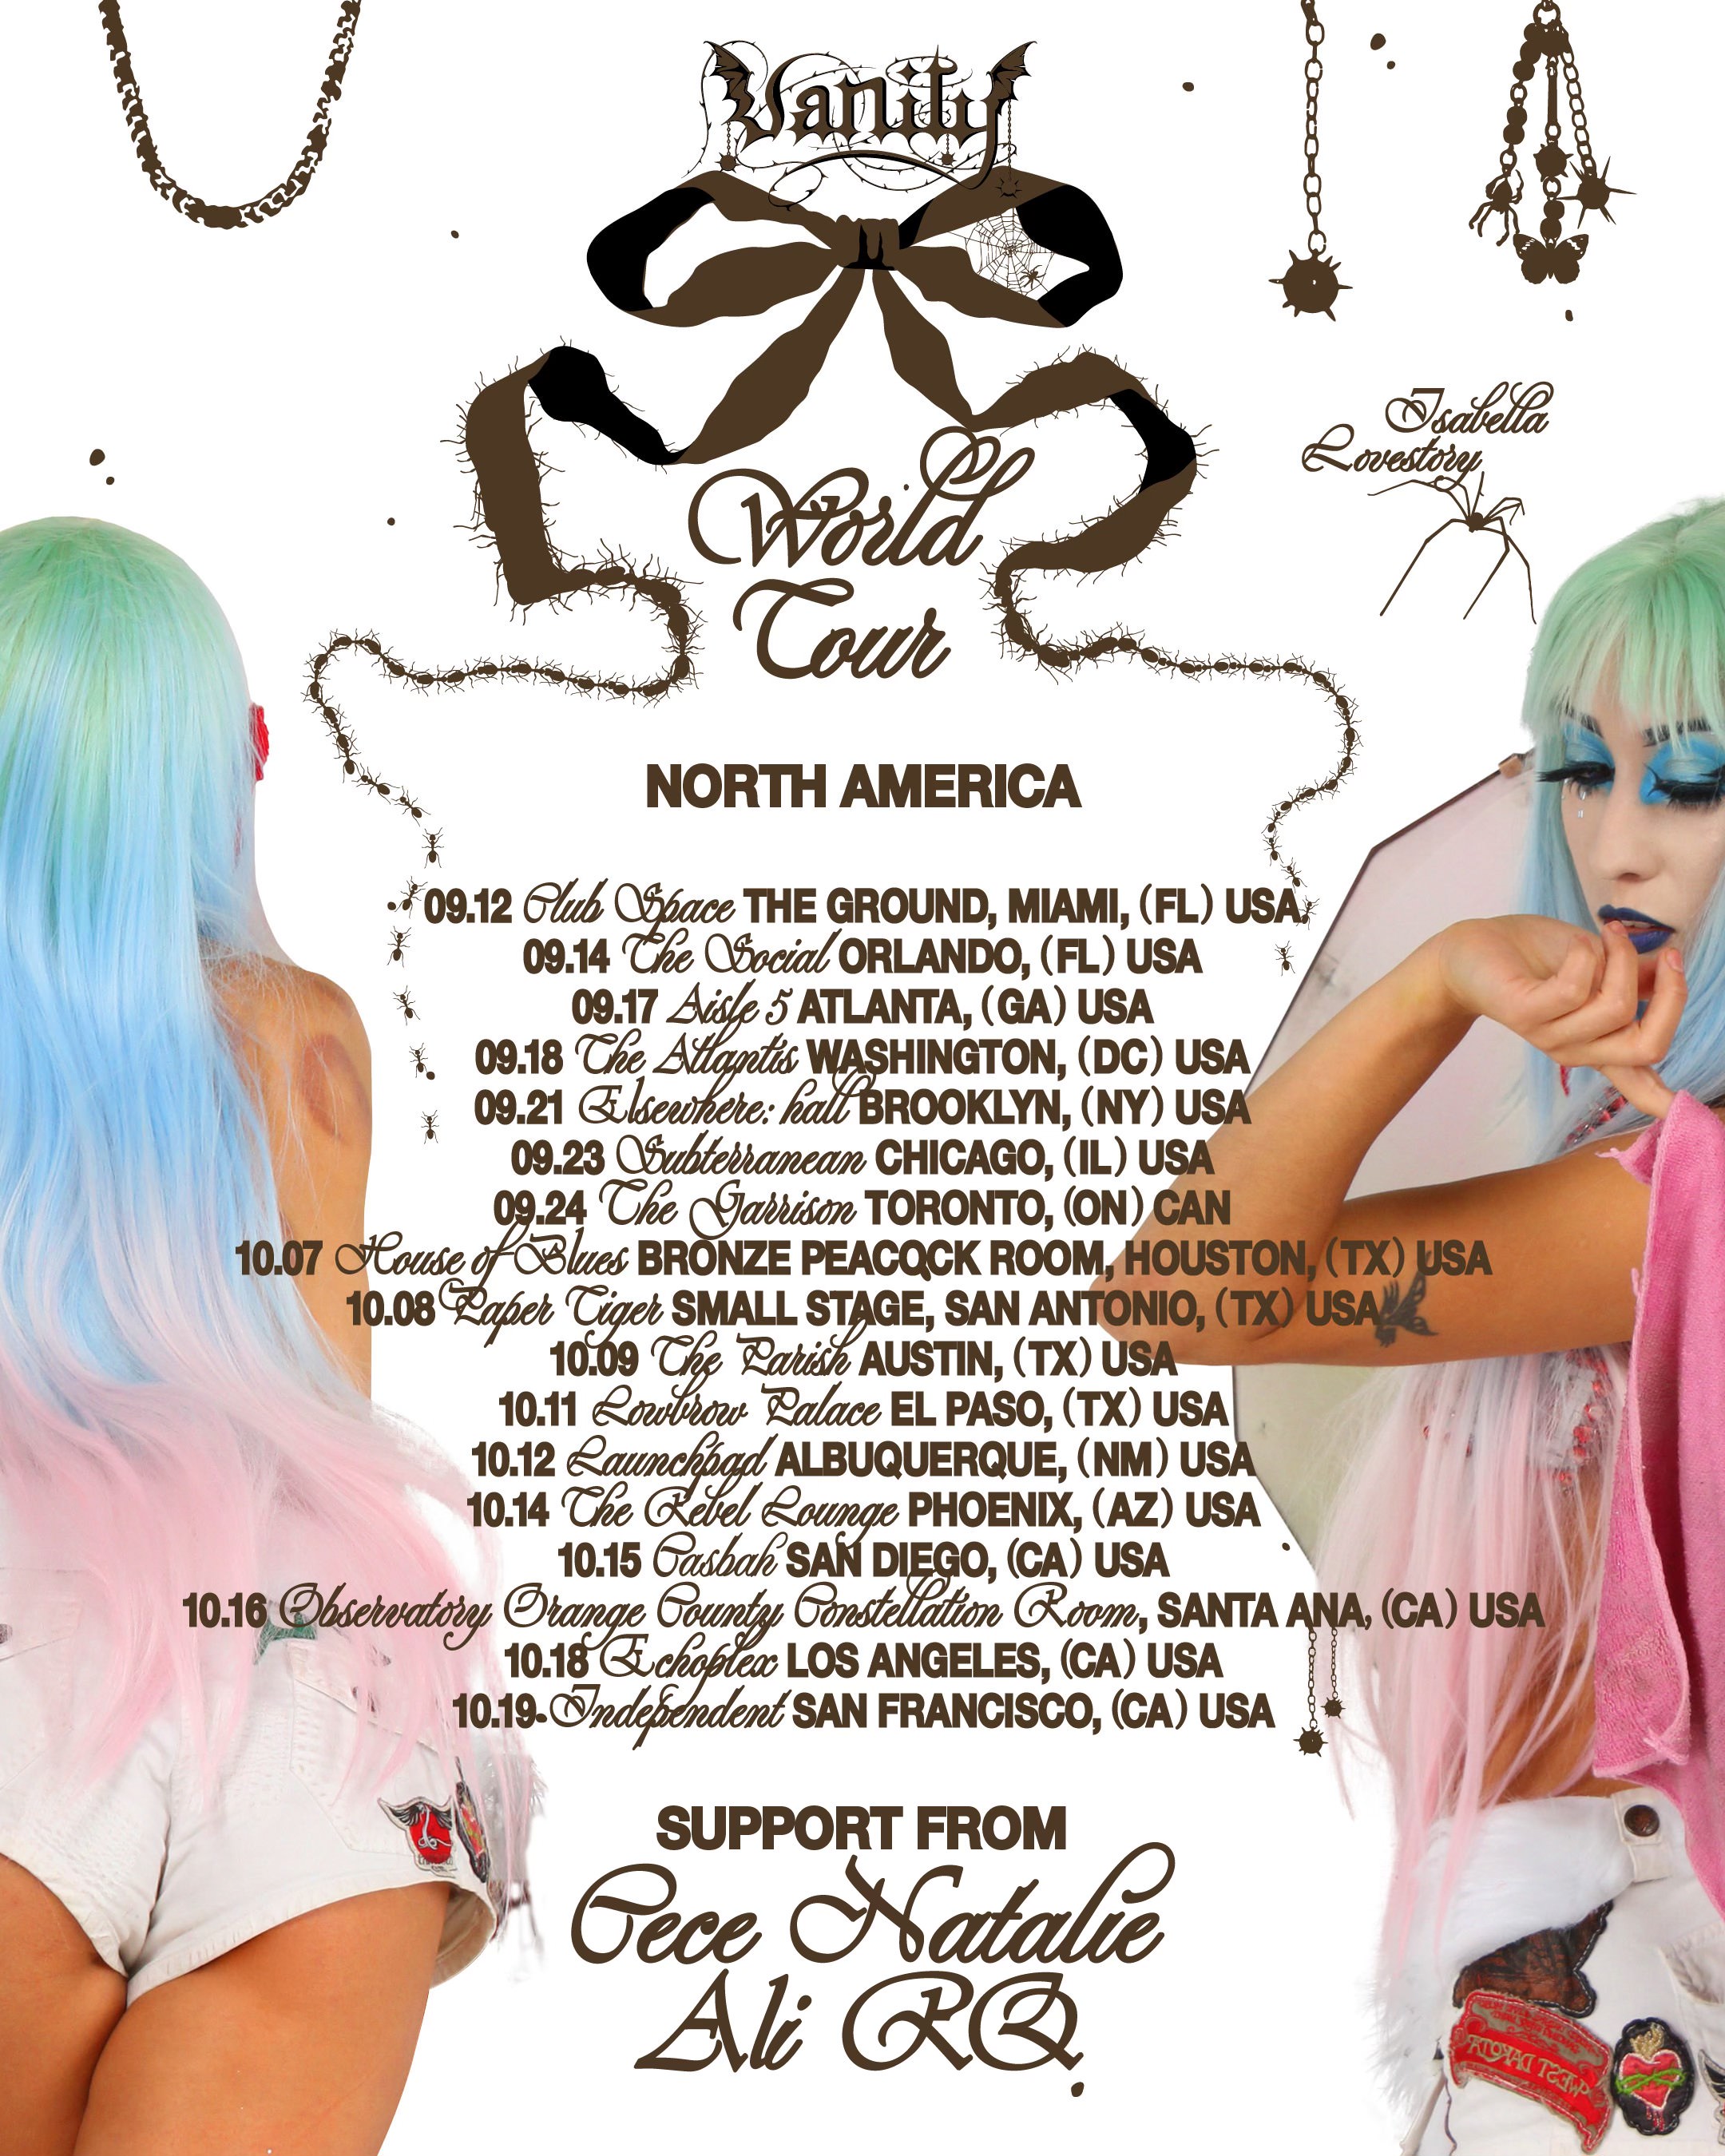 Vanity
Isabella
Lovestory
World
Tour
NORTH AMERICA
09.12 Club Space THE GROUND, MIAMI, (FL) USA
09.14 The Social ORLANDO, (FL) USA
09.17 Aisle 5 ATLANTA, (GA) USA
09.18 The Atlantis WASHINGTON, (DC) USA
09.21 Elsewhere: hall BROOKLYN, (NY) USA
09.23 Subterranean CHICAGO, (IL) USA
09.24 The Garrison TORONTO, (ON) CAN
10.07 House of Blues BRONZE PEACOCK ROOM, HOUSTON, (TX) USA
10.08 Paper Tiger SMALL STAGE, SAN ANTONIO, (TX) USA
10.09 The Parish AUSTIN, (TX) USA
10.11 Lowbrow Palace EL PASO, (TX) USA
10.12 Launchpad ALBUQUERQUE, (NM) USA
10.14 The Rebel Lounge PHOENIX, (AZ) USA
10.15 Casbah SAN DIEGO, (CA) USA
10.16 Observatory Orange County Constellation Room, SANTA ANA, (CA) USA
10.18 Echoplex LOS ANGELES, (CA) USA
10.19 Independent SAN FRANCISCO, (CA) USA
SUPPORT FROM
Cece Natalie
Ali RQ
WEST DAKOTA